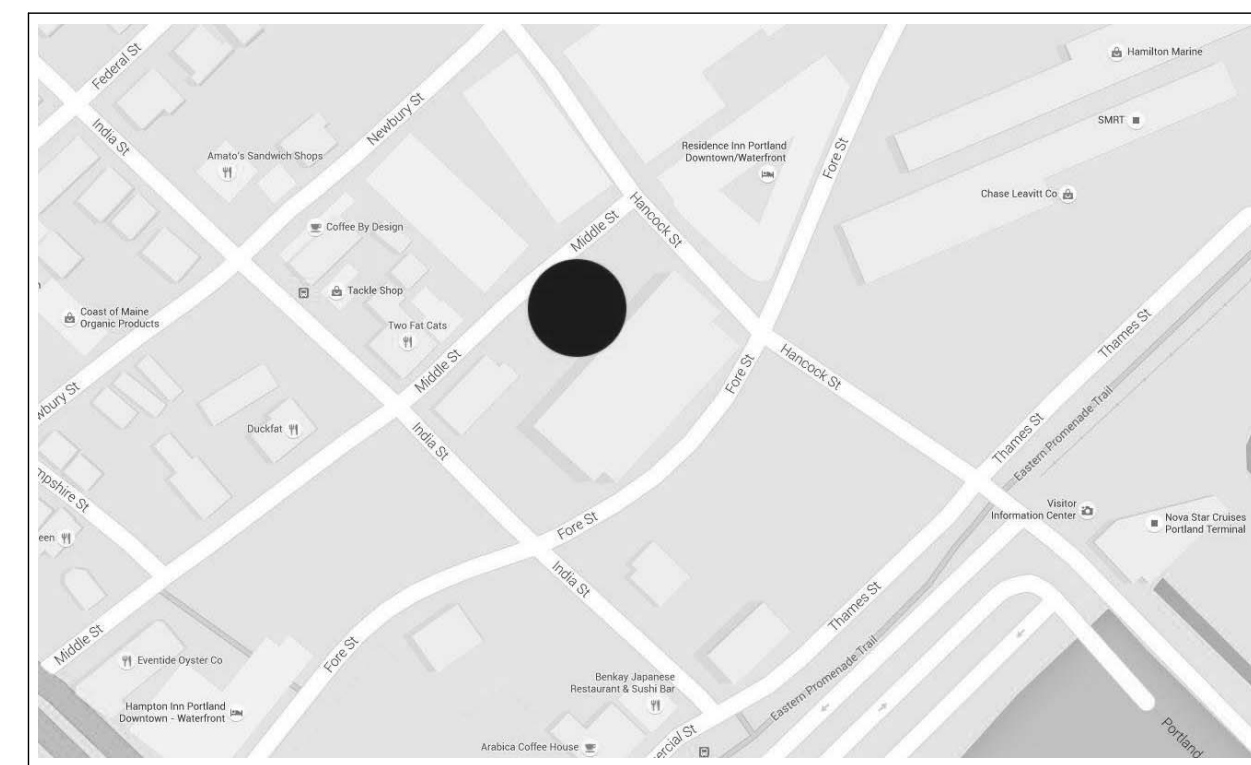 Federal St
Hamilton Marine
Newbury St
SMRT
India St
Amato's Sandwich Shops
Residence Inn Portland
Downtown/Waterfront
Fore St
Chase Leavitt Co
Hancock St
Middle St
Coffee By Design
Tackle Shop
Coast of Maine
Organic Products
Two Fat Cats
Thames St
Middle St
Fore St
Hancock St
wbury St
Duckfat
India St
Thames St
Eastern Promenade Trail
mpshire St
Visitor
Information Center
Nova Star Cruises
Portland Terminal
Fore St
een
India St
Thames St
Middle St
Eventide Oyster Co
Fore St
Eastern Promenade Trail
Benkay Japanese
Restaurant & Sushi Bar
Hampton Inn Portland
Downtown - Waterfront
ercial St
Portland
Arabica Coffee House